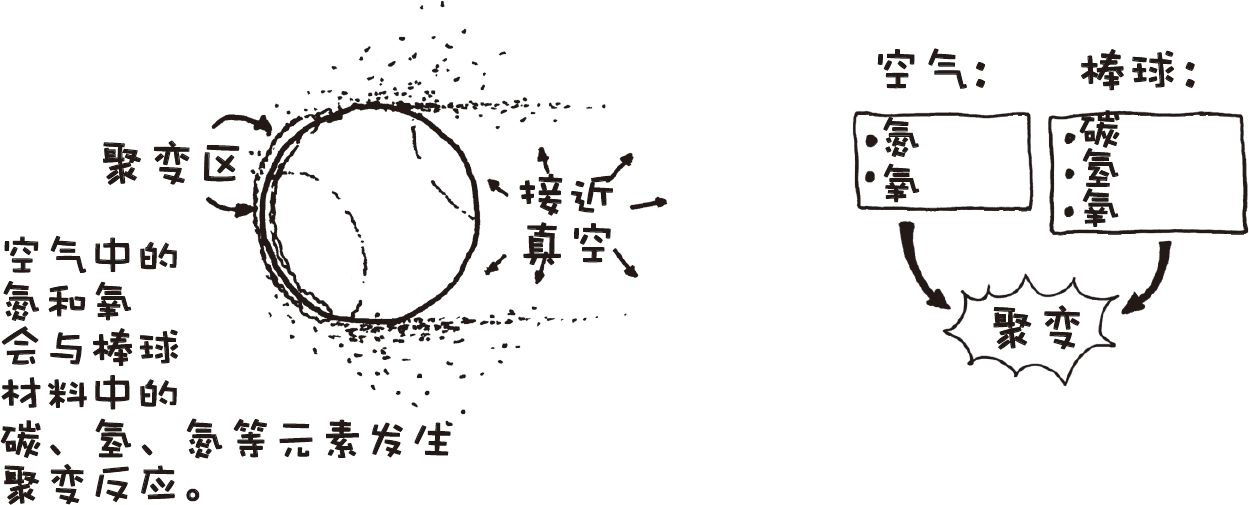 聚变区
接近
真空
空气中的
氮和氧
会与棒球
材料中的
碳、氢、氮等元素发生
聚变反应。
空气：
•氮
•氧
棒球：
•碳
•氢
•氧
聚变